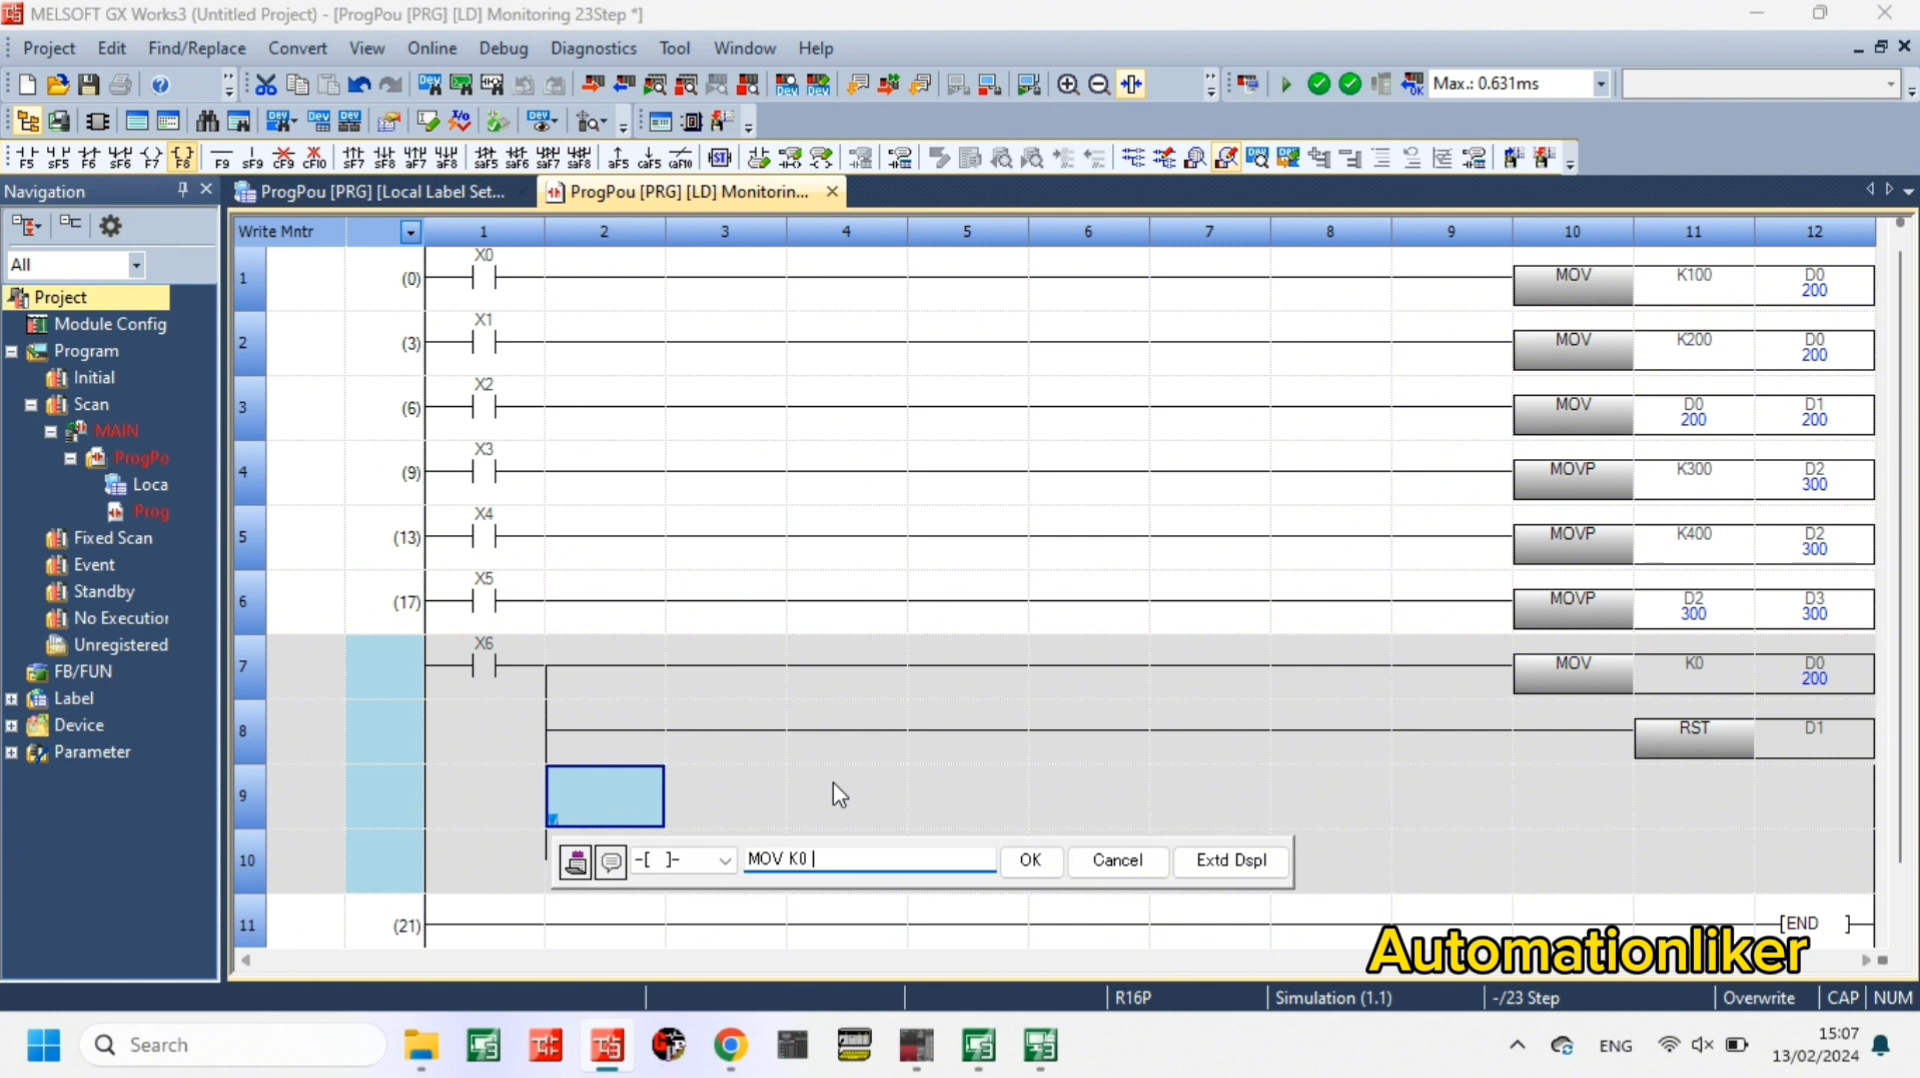 MELSOFT GX Works3 (Untitled Project) - [ProgPou [PRG] [LD] Monitoring 23Step *]
Project Edit Find/Replace Convert View Online Debug Diagnostics Tool Window Help
Max.: 0.631ms
F5 sF5 F6 sF6 F7 F8 F9 sF9 cF9 cF10 sF7 sF8 aF7 aF8 saF5 saF6 saF7 saF8 aF5 caF5 caF10
Navigation
ProgPou [PRG] [Local Label Set...
ProgPou [PRG] [LD] Monitorin...
All
Project
Module Config
Program
Initial
Scan
MAIN
ProgPo
Loca
Prog
Fixed Scan
Event
Standby
No Execution
Unregistered
FB/FUN
Label
Device
Parameter
Write Mntr 1 2 3 4 5 6 7 8 9 10 11 12
1 (0) X0 MOV K100 D0
200
2 (3) X1 MOV K200 D0
200
3 (6) X2 MOV D0 D1
200 200
4 (9) X3 MOVP K300 D2
300
5 (13) X4 MOVP K400 D2
300
6 (17) X5 MOVP D2 D3
300 300
7 X6 MOV K0 D0
200
8 RST D1
9
10 -[ ]- MOV K0 OK Cancel Extd Dspl
11 (21) [END ]
Automationliker
R16P Simulation (1.1) -/23 Step Overwrite CAP NUM
Search
ENG
15:07
13/02/2024